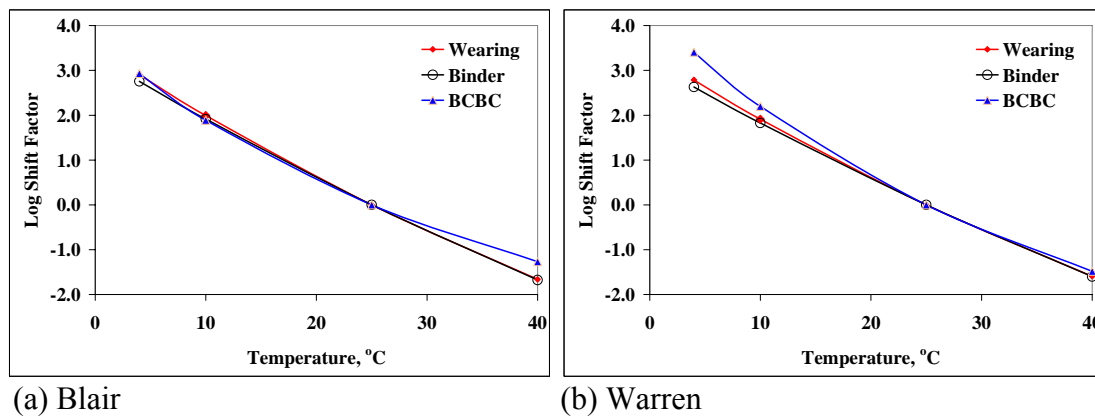 4.0
3.0
2.0
1.0
0.0
-1.0
-2.0
Log Shift Factor
Wearing
Binder
BCBC
0 10 20 30 40
Temperature, °C
(a) Blair
4.0
3.0
2.0
1.0
0.0
-1.0
-2.0
Log Shift Factor
Wearing
Binder
BCBC
0 10 20 30 40
Temperature, °C
(b) Warren